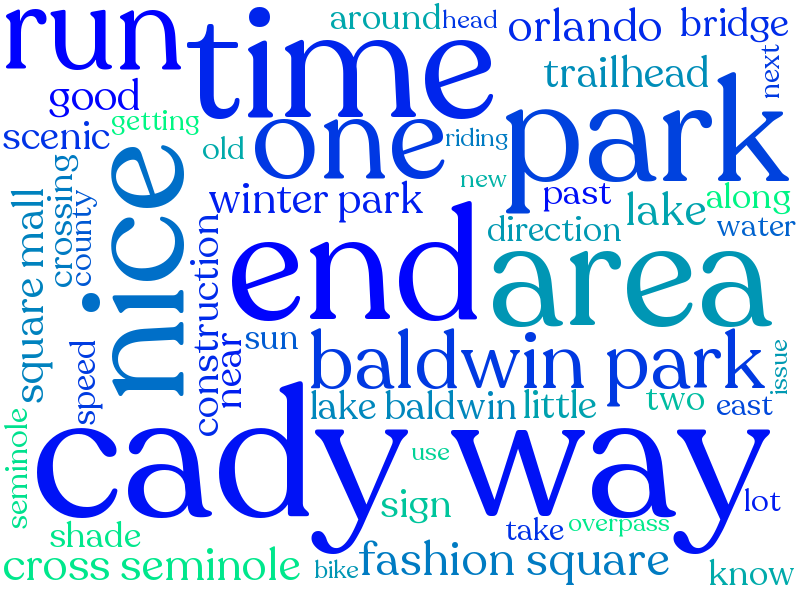 run
time
around
head
orlando
bridge
good
trailhead
next
scenic
getting
old
one
riding
park
crossing
county
nice
winter park
new
past
along
lake
water
direction
square mall
construction
near
end
area
speed
sun
baldwin park
issue
lake baldwin
little
two
east
seminole
cady way
use
sign
lot
shade
take
overpass
cross seminole
bike
fashion square
know